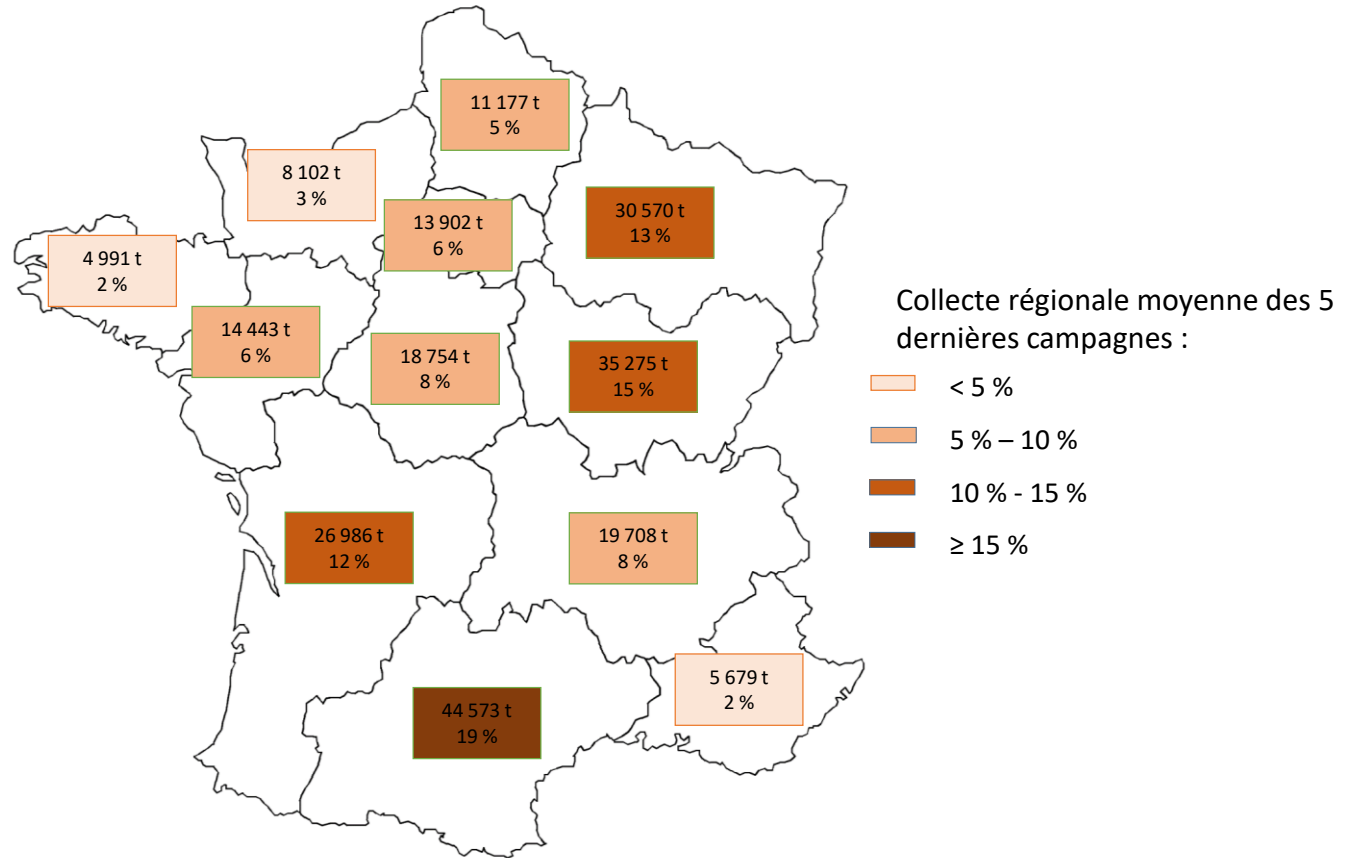 11 177 t
5 %
8 102 t
3 %
30 570 t
13 %
13 902 t
6 %
4 991 t
2 %
14 443 t
6 %
18 754 t
8 %
35 275 t
15 %
26 986 t
12 %
19 708 t
8 %
5 679 t
2 %
44 573 t
19 %
Collecte régionale moyenne des 5
dernières campagnes :
< 5 %
5 % – 10 %
10 % - 15 %
≥ 15 %